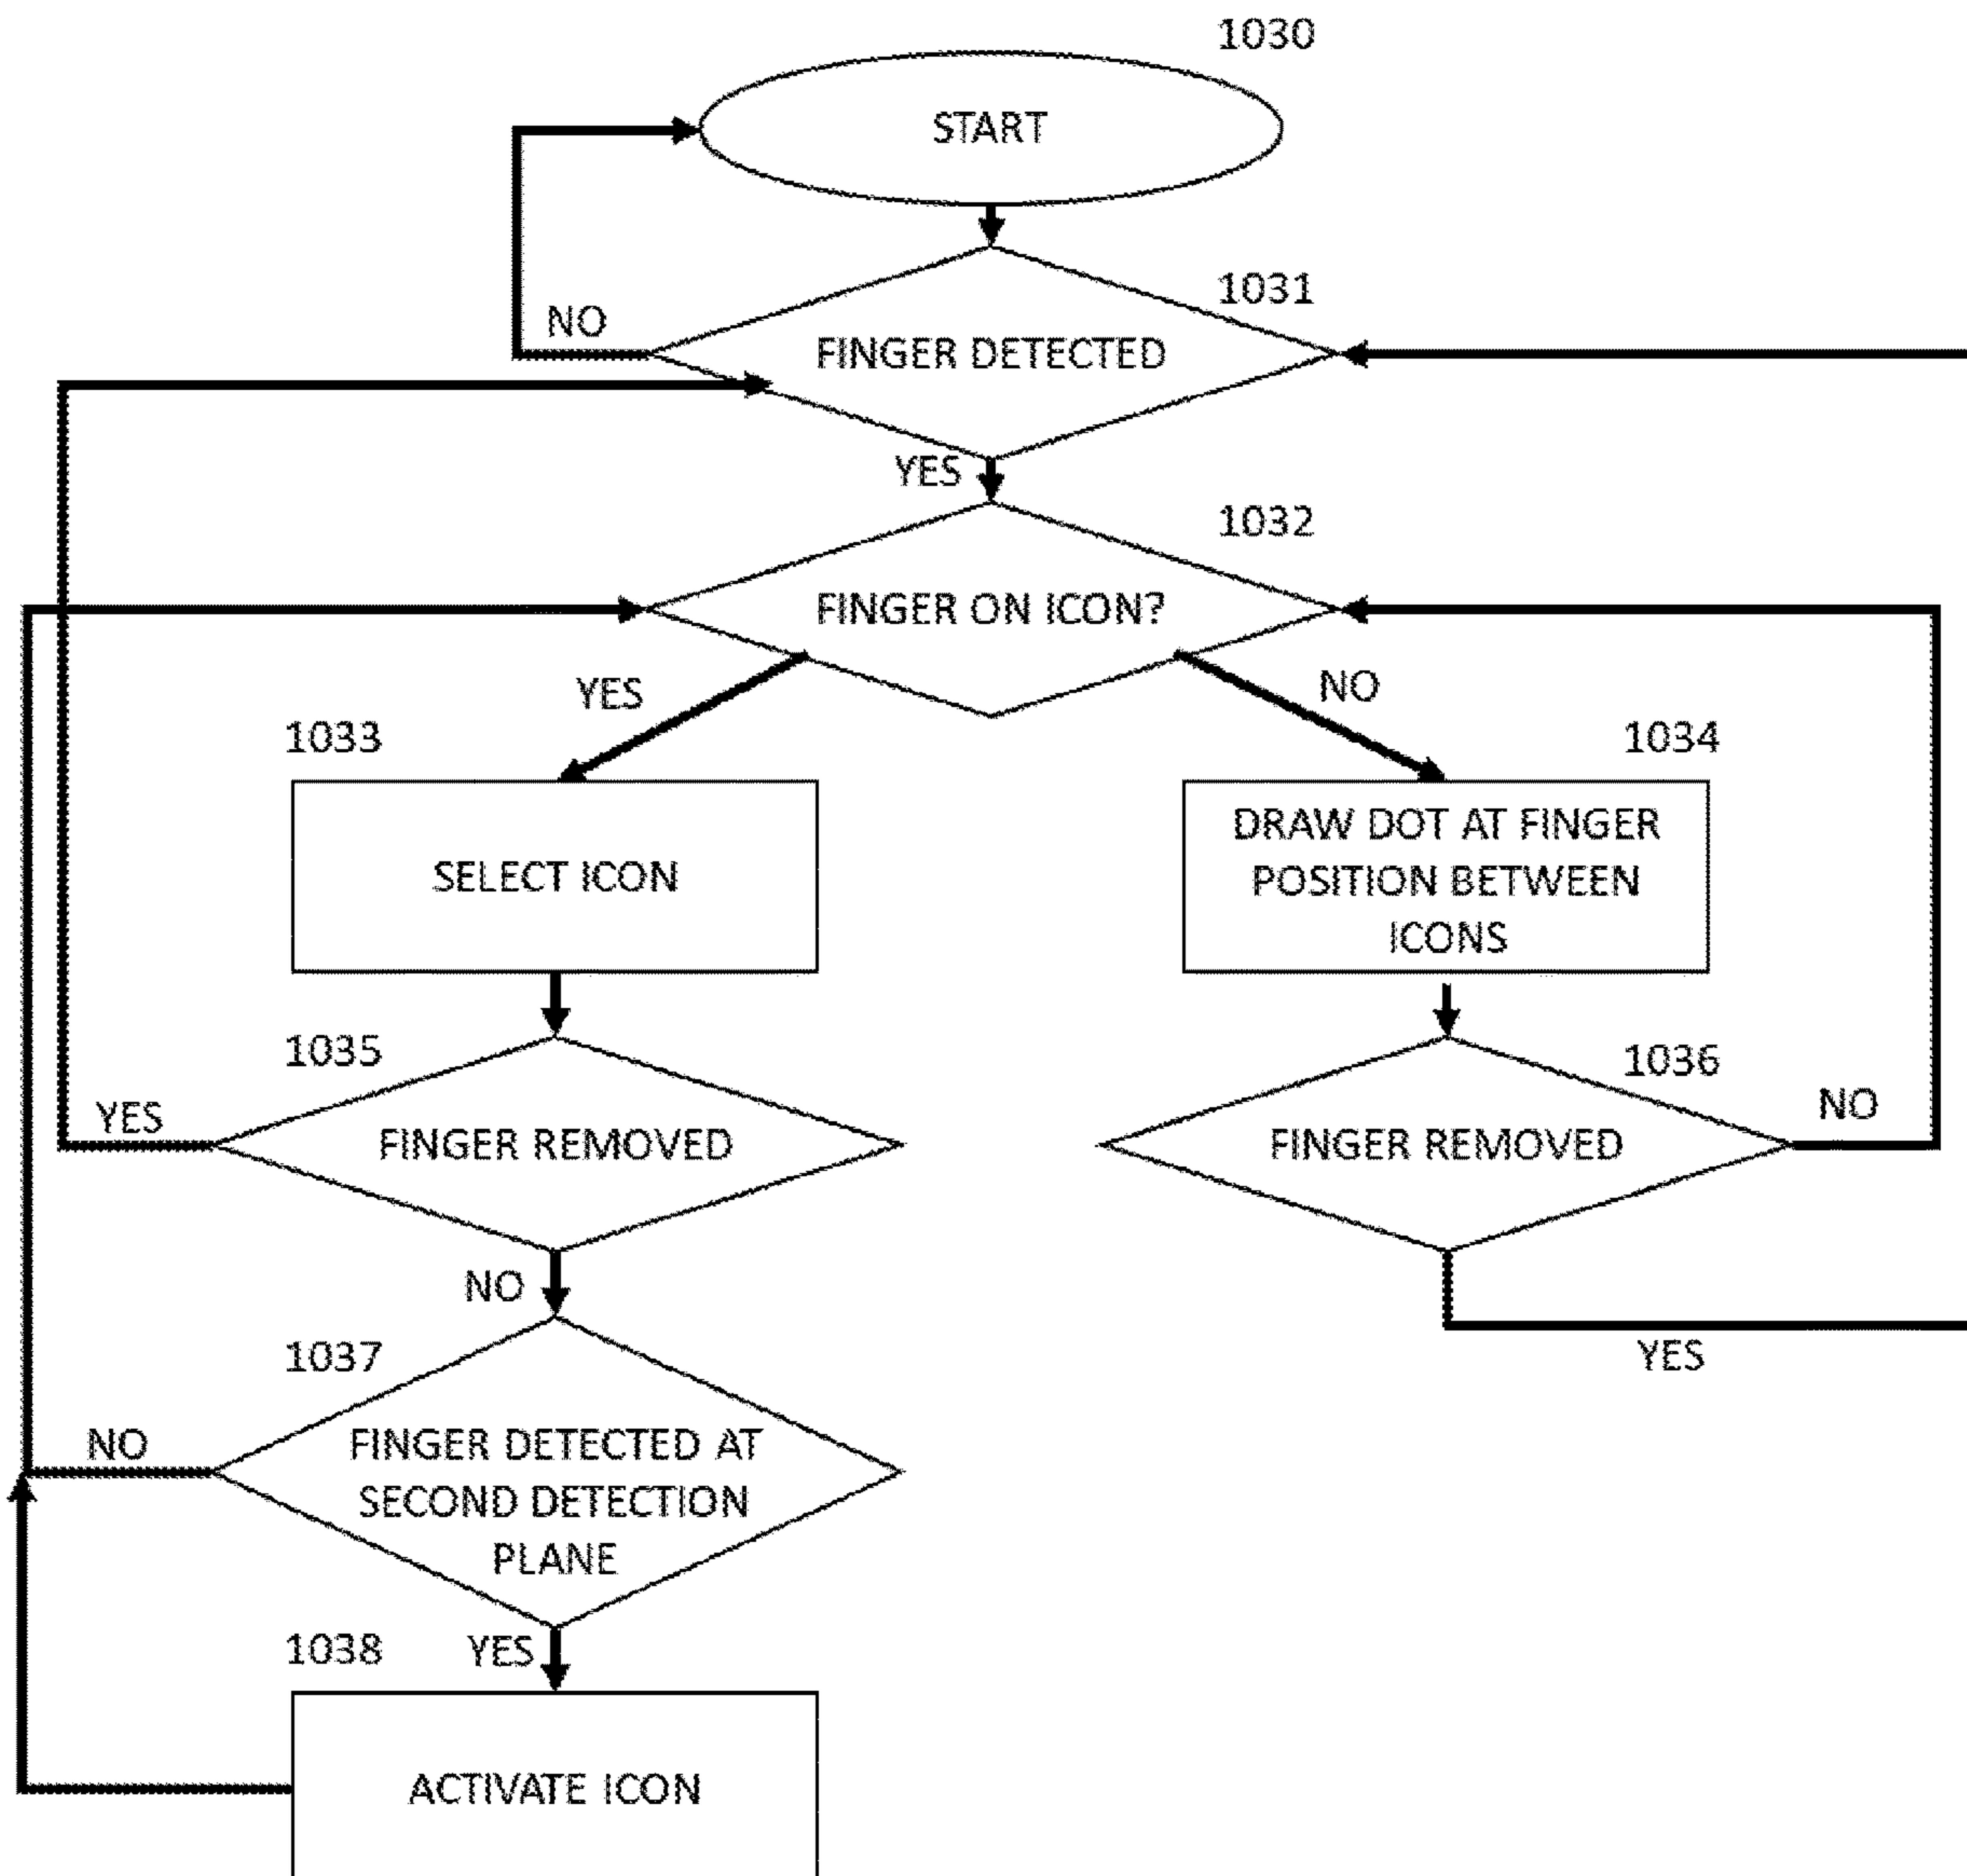 1030
START
1031
NO
FINGER DETECTED
YES
1032
FINGER ON ICON?
YES
NO
1033
1034
SELECT ICON
DRAW DOT AT FINGER
POSITION BETWEEN
ICONS
1035
1036
YES
FINGER REMOVED
FINGER REMOVED
NO
NO
YES
1037
NO
FINGER DETECTED AT
SECOND DETECTION
PLANE
1038
YES
ACTIVATE ICON